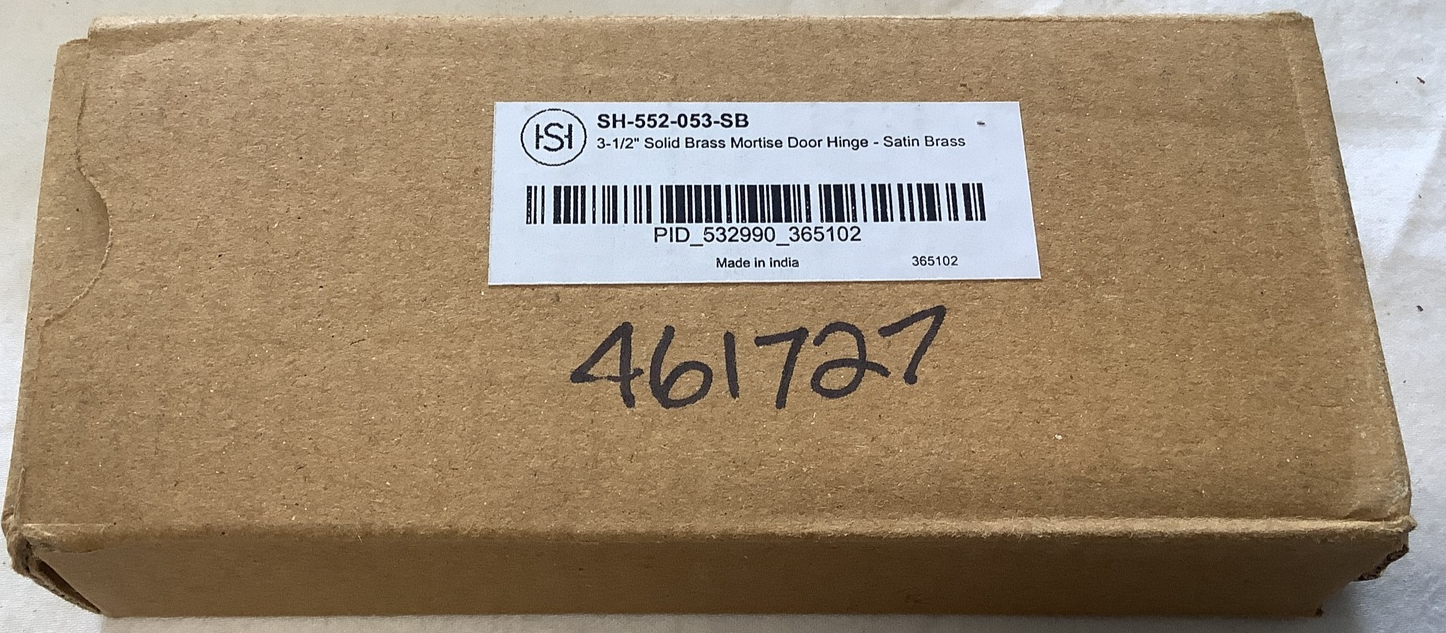 HSH
SH-552-053-SB
3-1/2" Solid Brass Mortise Door Hinge - Satin Brass
PID_532990_365102
Made in India 365102
461727